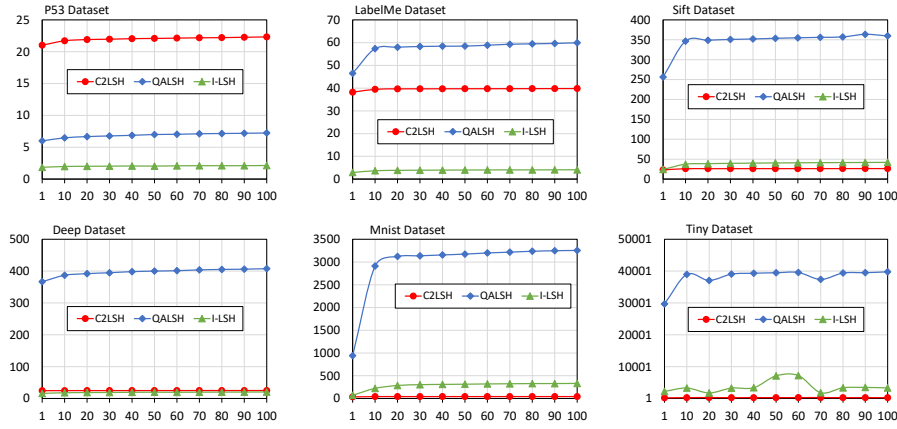 P53 Dataset
25
20
15
10
5
0
C2LSH QALSH I-LSH
1 10 20 30 40 50 60 70 80 90 100
LabelMe Dataset
70
60
50
40
30
20
10
0
C2LSH QALSH I-LSH
1 10 20 30 40 50 60 70 80 90 100
Sift Dataset
400
350
300
250
200
150
100
50
0
C2LSH QALSH I-LSH
1 10 20 30 40 50 60 70 80 90 100
Deep Dataset
500
400
300
200
100
0
C2LSH QALSH I-LSH
1 10 20 30 40 50 60 70 80 90 100
Mnist Dataset
3500
3000
2500
2000
1500
1000
500
0
C2LSH QALSH I-LSH
1 10 20 30 40 50 60 70 80 90 100
Tiny Dataset
50001
40001
30001
20001
10001
1
C2LSH QALSH I-LSH
1 10 20 30 40 50 60 70 80 90 100